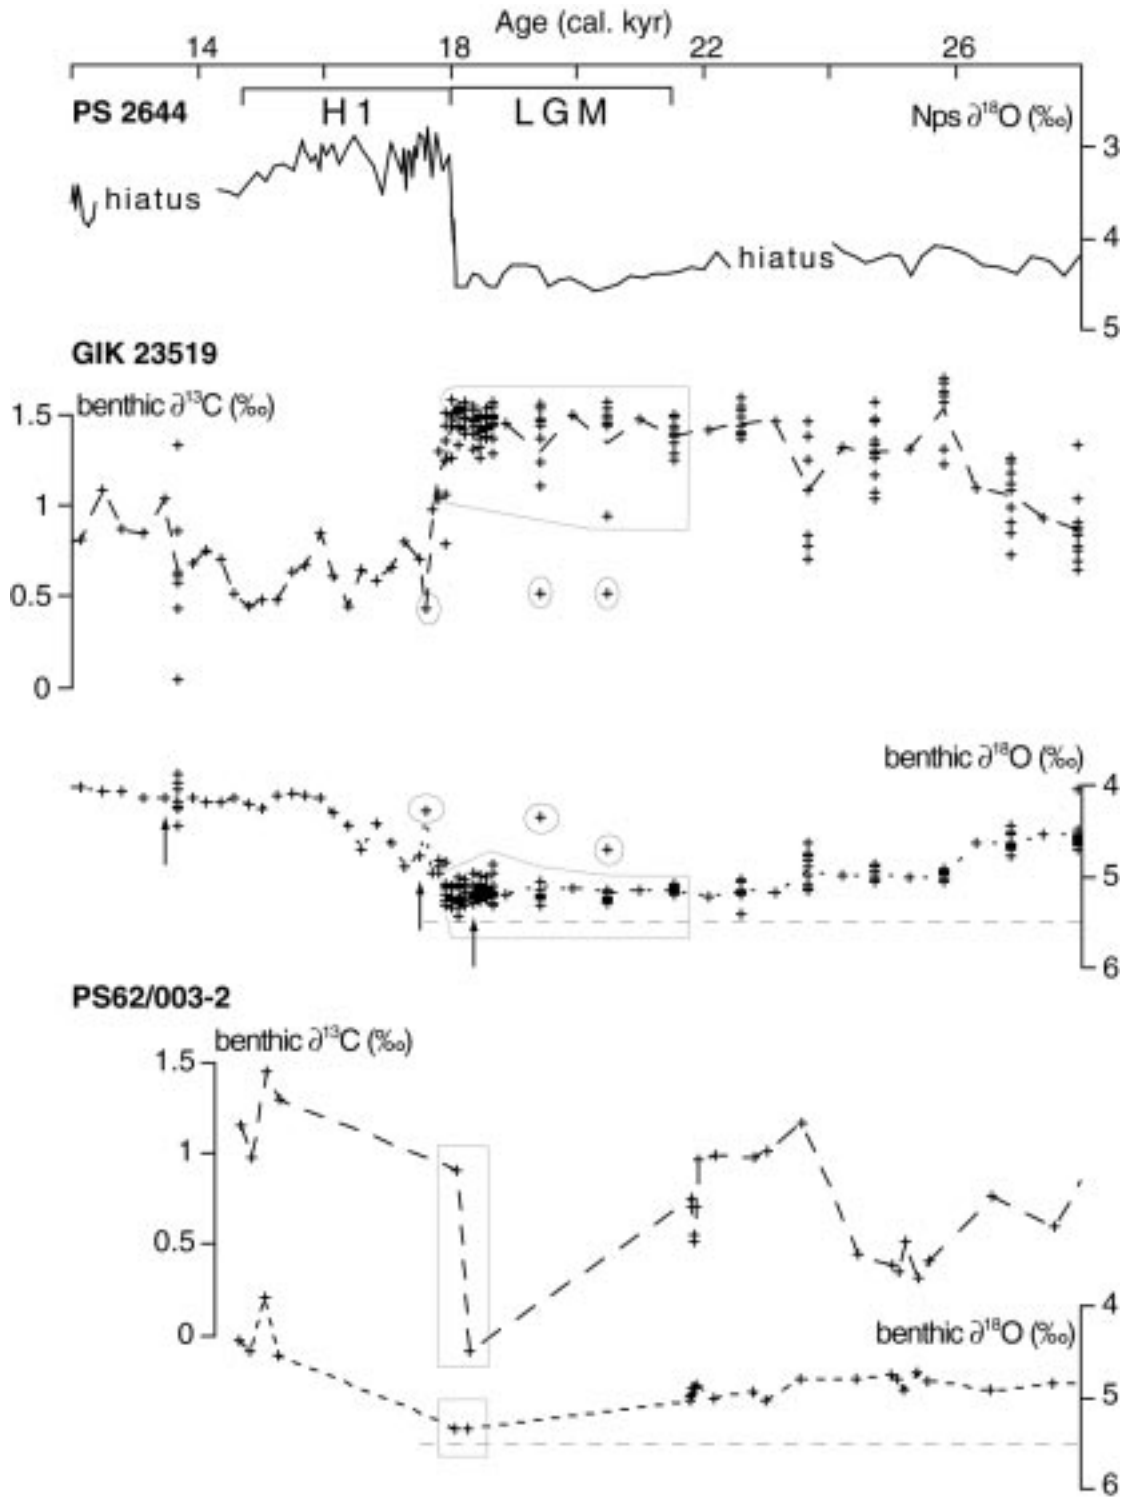 Age (cal. kyr)
14 18 22 26
H 1 L G M
PS 2644
Nps ∂¹⁸O (‰)
3
hiatus
4
hiatus
5
GIK 23519
benthic ∂¹³C (‰)
1.5
1
0.5
0
benthic ∂¹⁸O (‰)
4
5
6
PS62/003-2
benthic ∂¹³C (‰)
1.5
1
0.5
0
4
benthic ∂¹⁸O (‰)
5
6